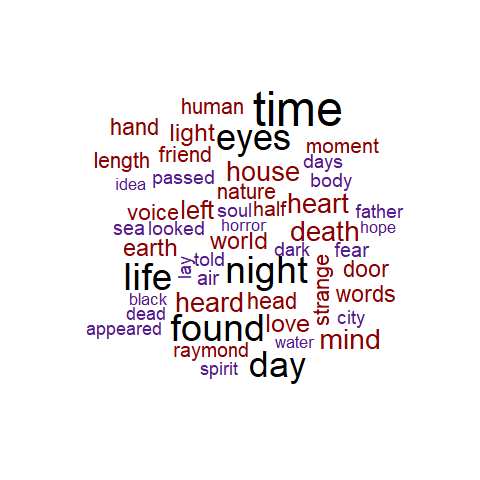 human time
hand light eyes moment
length friend house days
idea passed nature body
voice left soul half heart father
sea looked horror death hope
earth world dark fear
lay told air night strange door
life black heard head words
dead found love city
appeared raymond water mind
spirit day